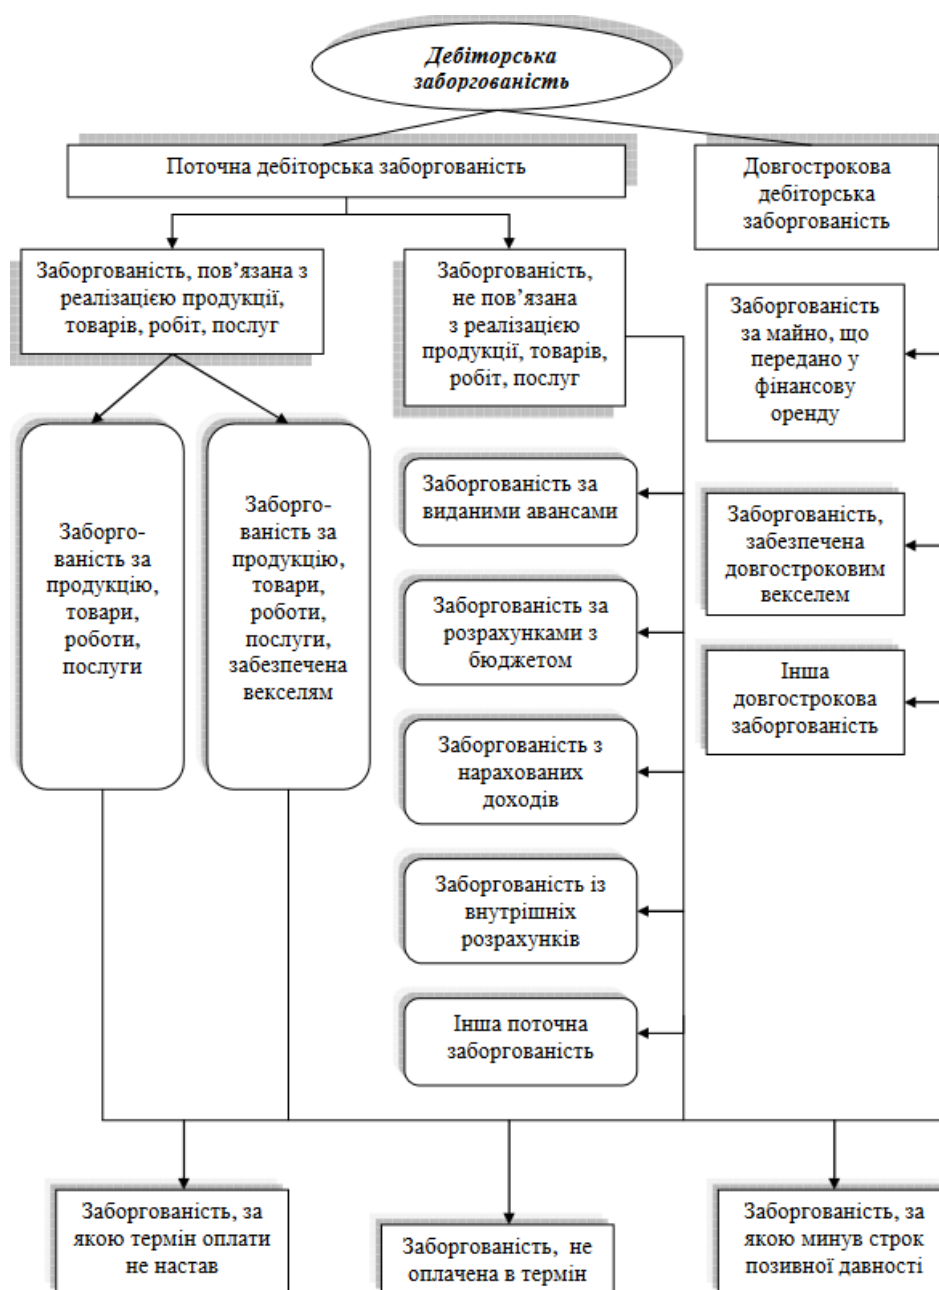 Дебіторська
заборгованість
Поточна дебіторська заборгованість
Довгострокова
дебіторська
заборгованість
Заборгованість, пов’язана з
реалізацією продукції,
товарів, робіт, послуг
Заборгованість,
не пов’язана
з реалізацією
продукції, товарів,
робіт, послуг
Заборгованість
за майно, що
передано у
фінансову
оренду
Заборго-
ваність за
продукцію,
товари,
роботи,
послуги
Заборго-
ваність за
продукцію,
товари,
роботи,
послуги,
забезпечена
векселям
Заборгованість за
виданими авансами
Заборгованість,
забезпечена
довгостроковим
векселем
Заборгованість за
розрахунками з
бюджетом
Інша
довгострокова
заборгованість
Заборгованість з
нарахованих
доходів
Заборгованість із
внутрішніх
розрахунків
Інша поточна
заборгованість
Заборгованість, за
якою термін оплати
не настав
Заборгованість, не
оплачена в термін
Заборгованість, за
якою минув строк
позивної давності